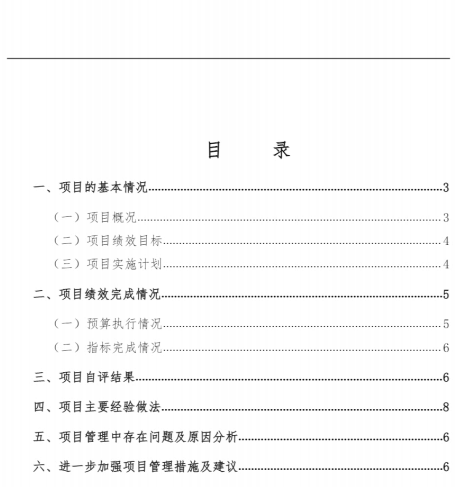 目 录
一、项目的基本情况........................................3
（一）项目概况........................................3
（二）项目绩效目标........................................4
（三）项目实施计划........................................4
二、项目绩效完成情况........................................5
（一）预算执行情况........................................5
（二）指标完成情况........................................6
三、项目自评结果........................................6
四、项目主要经验做法........................................8
五、项目管理中存在问题及原因分析........................................6
六、进一步加强项目管理措施及建议........................................6